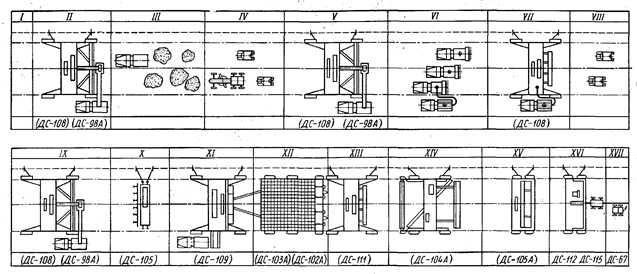 I II III IV V VI VII VIII
(ДС-108) (ДС-98А) (ДС-108) (ДС-98А) (ДС-108)
IX X XI XII XIII XIV XV XVI XVII
(ДС-108) (ДС-98А) (ДС-105) (ДС-109) (ДС-103А)(ДС-102А) (ДС-111) (ДС-104А) (ДС-105А) ДС-112 ДС-115 ДС-67